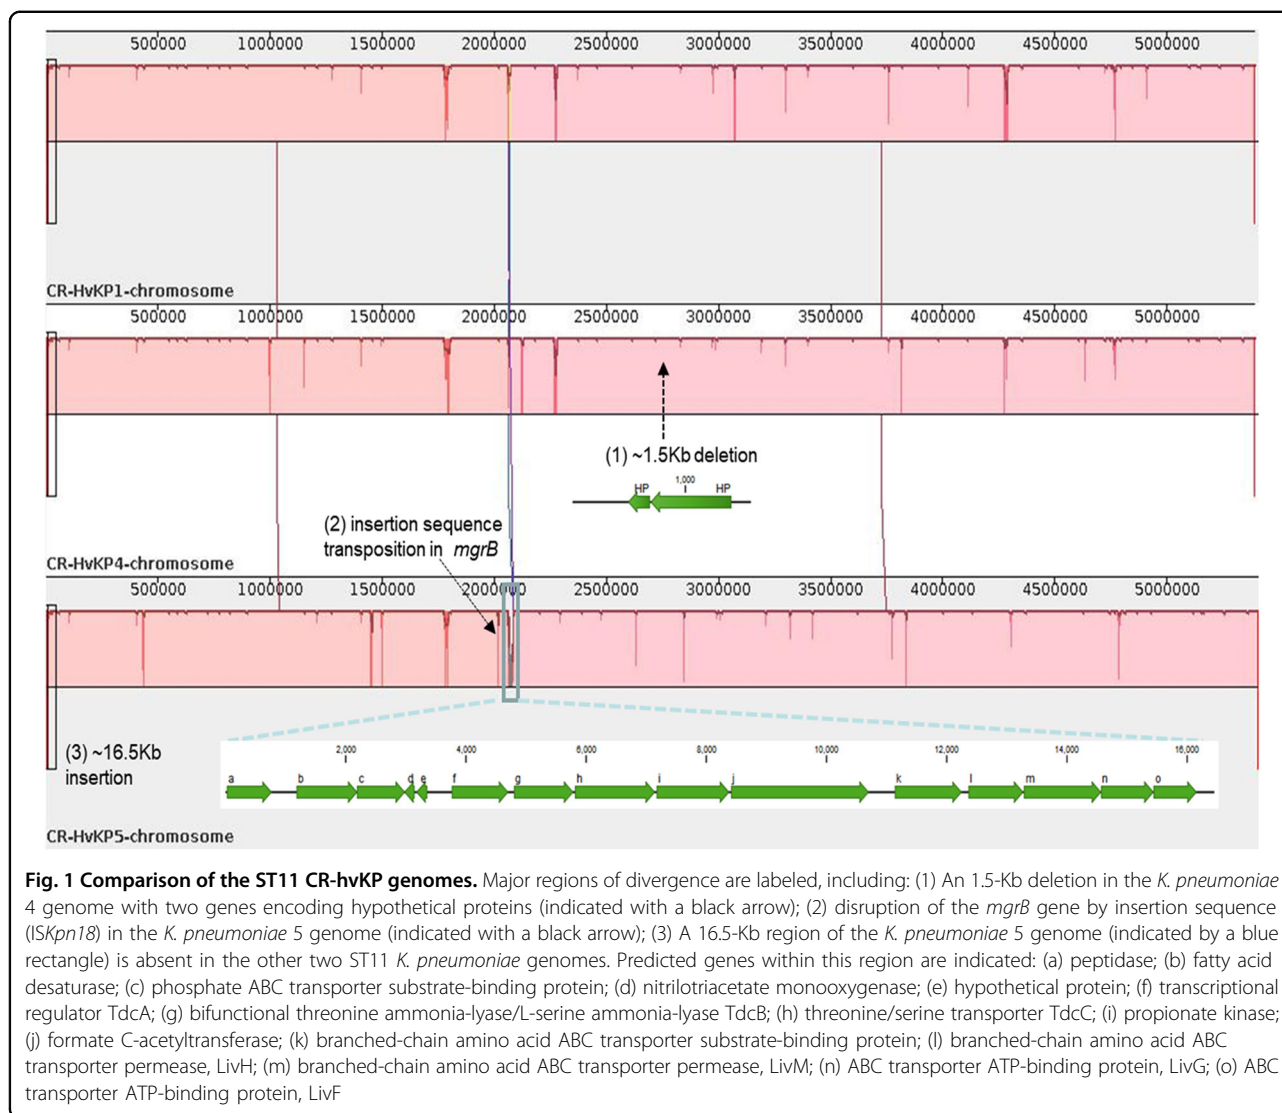 500000 1000000 1500000 2000000 2500000 3000000 3500000 4000000 4500000 5000000
CR-HvKP1-chromosome
500000 1000000 1500000 2000000 2500000 3000000 3500000 4000000 4500000 5000000
(1) ~1.5Kb deletion
HP 1,000 HP
(2) insertion sequence
transposition in mgrB
CR-HvKP4-chromosome
500000 1000000 1500000 2000000 2500000 3000000 3500000 4000000 4500000 5000000
(3) ~16.5Kb
insertion
2,000 4,000 6,000 8,000 10,000 12,000 14,000 16,000
a b c d e f g h i j k l m n o
CR-HvKP5-chromosome
Fig. 1 Comparison of the ST11 CR-hvKP genomes. Major regions of divergence are labeled, including: (1) An 1.5-Kb deletion in the K. pneumoniae
4 genome with two genes encoding hypothetical proteins (indicated with a black arrow); (2) disruption of the mgrB gene by insertion sequence
(ISKpn18) in the K. pneumoniae 5 genome (indicated with a black arrow); (3) A 16.5-Kb region of the K. pneumoniae 5 genome (indicated by a blue
rectangle) is absent in the other two ST11 K. pneumoniae genomes. Predicted genes within this region are indicated: (a) peptidase; (b) fatty acid
desaturase; (c) phosphate ABC transporter substrate-binding protein; (d) nitrilotriacetate monooxygenase; (e) hypothetical protein; (f) transcriptional
regulator TdcA; (g) bifunctional threonine ammonia-lyase/L-serine ammonia-lyase TdcB; (h) threonine/serine transporter TdcC; (i) propionate kinase;
(j) formate C-acetyltransferase; (k) branched-chain amino acid ABC transporter substrate-binding protein; (l) branched-chain amino acid ABC
transporter permease, LivH; (m) branched-chain amino acid ABC transporter permease, LivM; (n) ABC transporter ATP-binding protein, LivG; (o) ABC
transporter ATP-binding protein, LivF